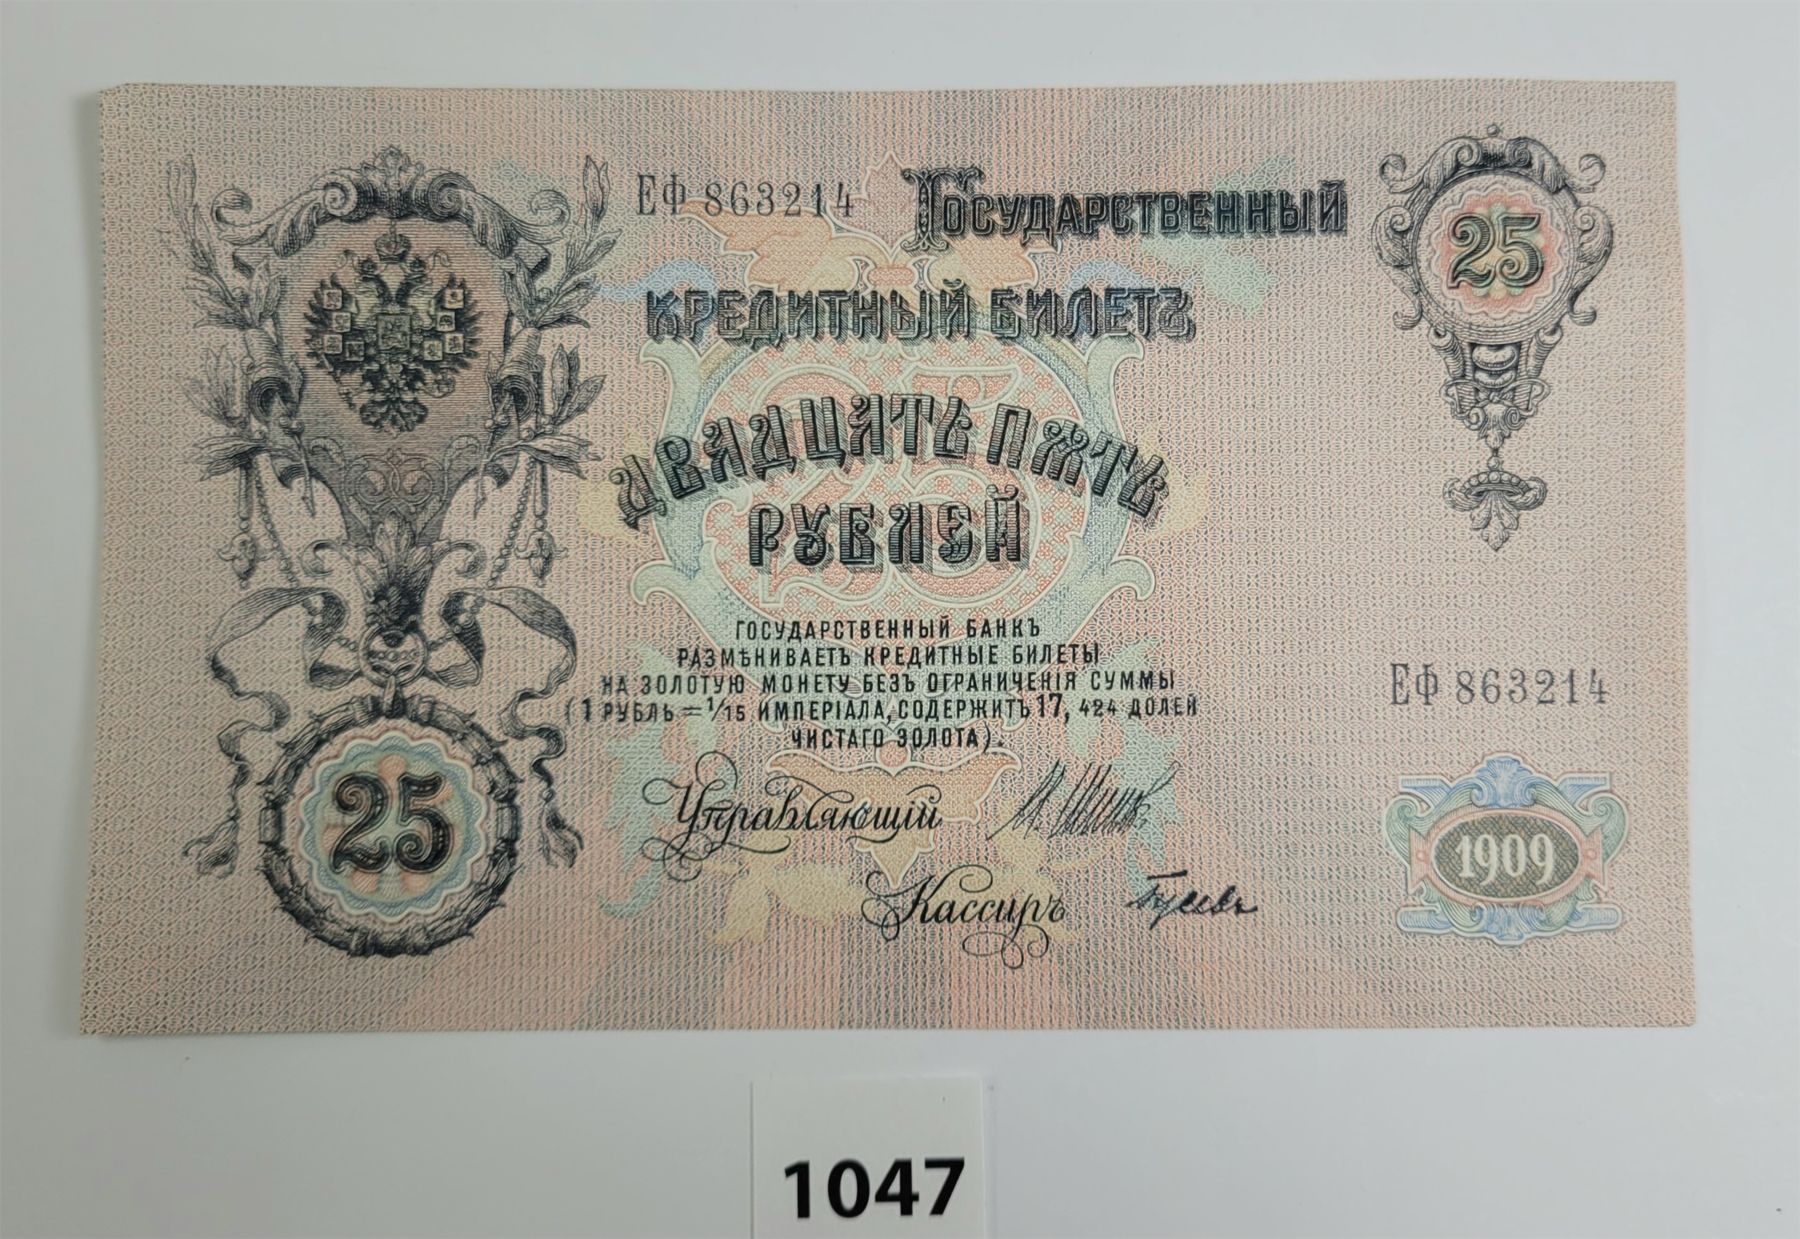 ЕФ 863214
Государственный
25
кредитный билетъ
двадцать пять
рублей
25
ГОСУДАРСТВЕННЫЙ БАНКЪ
РАЗМѢНИВАЕТЪ КРЕДИТНЫЕ БИЛЕТЫ
НА ЗОЛОТУЮ МОНЕТУ БЕЗЪ ОГРАНИЧЕНІЯ СУММЫ
(1 РУБЛЬ = 1/15 ИМПЕРІАЛА, СОДЕРЖИТЪ 17, 424 ДОЛЕЙ
ЧИСТАГО ЗОЛОТА).
ЕФ 863214
25
Управляющій
Кассиръ
1909
1047